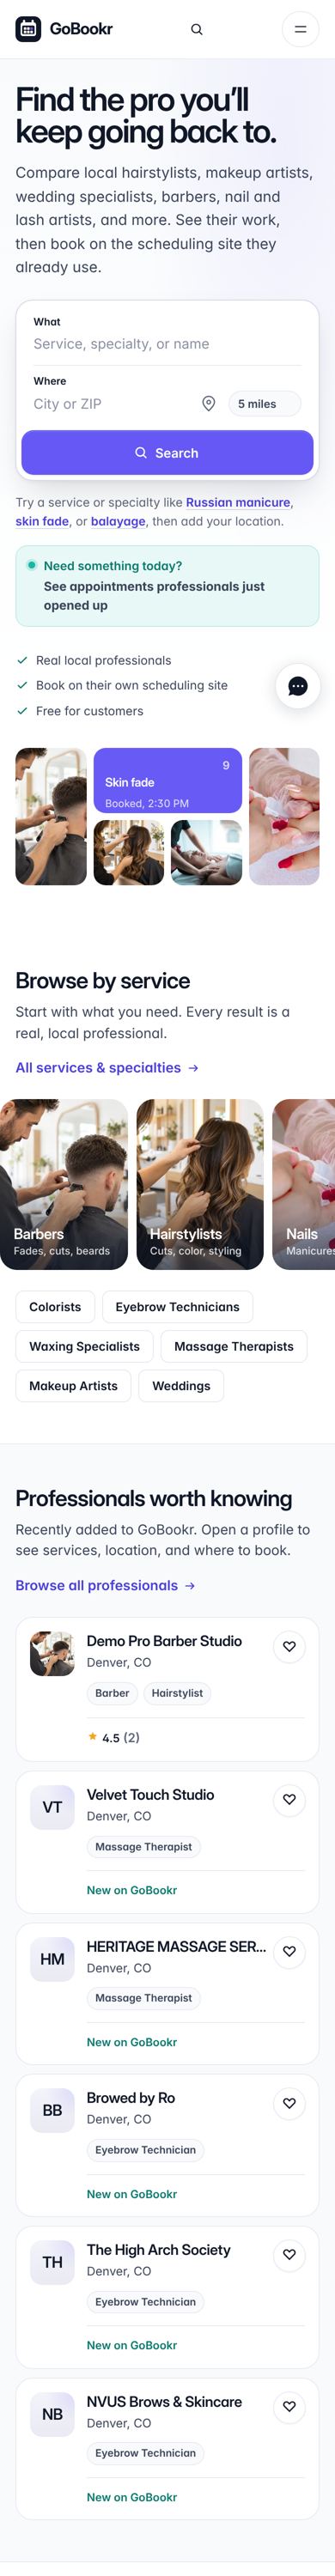 GoBookr
Find the pro you’ll
keep going back to.
Compare local hairstylists, makeup artists,
wedding specialists, barbers, nail and
lash artists, and more. See their work,
then book on the scheduling site they
already use.
What
Service, specialty, or name
Where
City or ZIP
5 miles
Search
Try a service or specialty like Russian manicure,
skin fade, or balayage, then add your location.
Need something today?
See appointments professionals just
opened up
Real local professionals
Book on their own scheduling site
Free for customers
9
Skin fade
Booked, 2:30 PM
Browse by service
Start with what you need. Every result is a
real, local professional.
All services & specialties →
Barbers
Fades, cuts, beards
Hairstylists
Cuts, color, styling
Nails
Manicures
Colorists
Eyebrow Technicians
Waxing Specialists
Massage Therapists
Makeup Artists
Weddings
Professionals worth knowing
Recently added to GoBookr. Open a profile to
see services, location, and where to book.
Browse all professionals →
Demo Pro Barber Studio
Denver, CO
Barber
Hairstylist
4.5 (2)
VT
Velvet Touch Studio
Denver, CO
Massage Therapist
New on GoBookr
HM
HERITAGE MASSAGE SER...
Denver, CO
Massage Therapist
New on GoBookr
BB
Browed by Ro
Denver, CO
Eyebrow Technician
New on GoBookr
TH
The High Arch Society
Denver, CO
Eyebrow Technician
New on GoBookr
NB
NVUS Brows & Skincare
Denver, CO
Eyebrow Technician
New on GoBookr